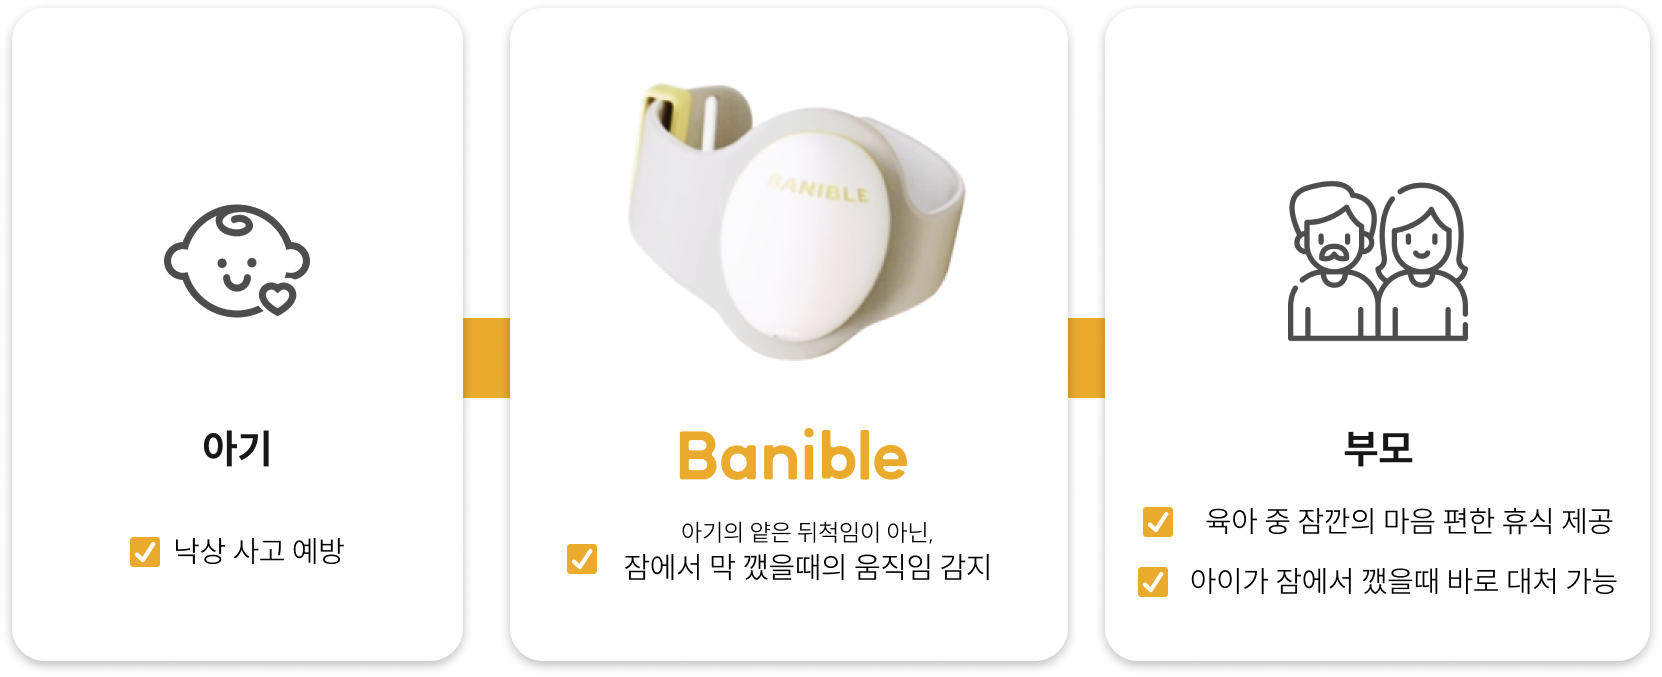 아기
낙상 사고 예방
BANIBLE
Banible
아기의 얕은 뒤척임이 아닌,
잠에서 막 깼을때의 움직임 감지
부모
육아 중 잠깐의 마음 편한 휴식 제공
아이가 잠에서 깼을때 바로 대처 가능